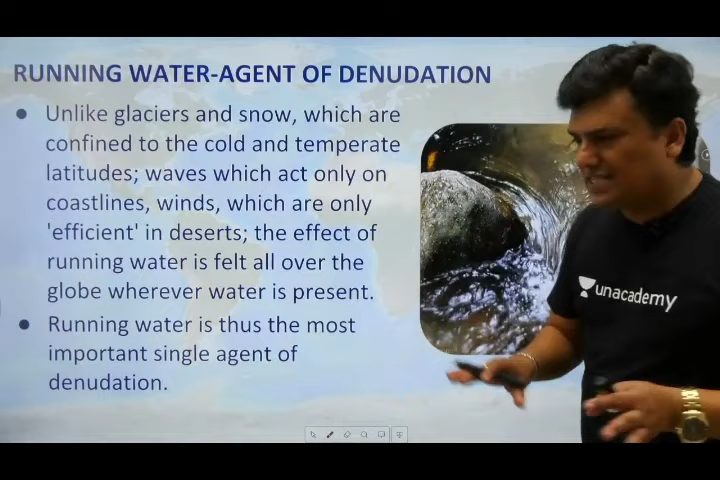 RUNNING WATER-AGENT OF DENUDATION
● Unlike glaciers and snow, which are
confined to the cold and temperate
latitudes; waves which act only on
coastlines, winds, which are only
'efficient' in deserts; the effect of
running water is felt all over the
globe wherever water is present.
● Running water is thus the most
important single agent of
denudation.
unacademy